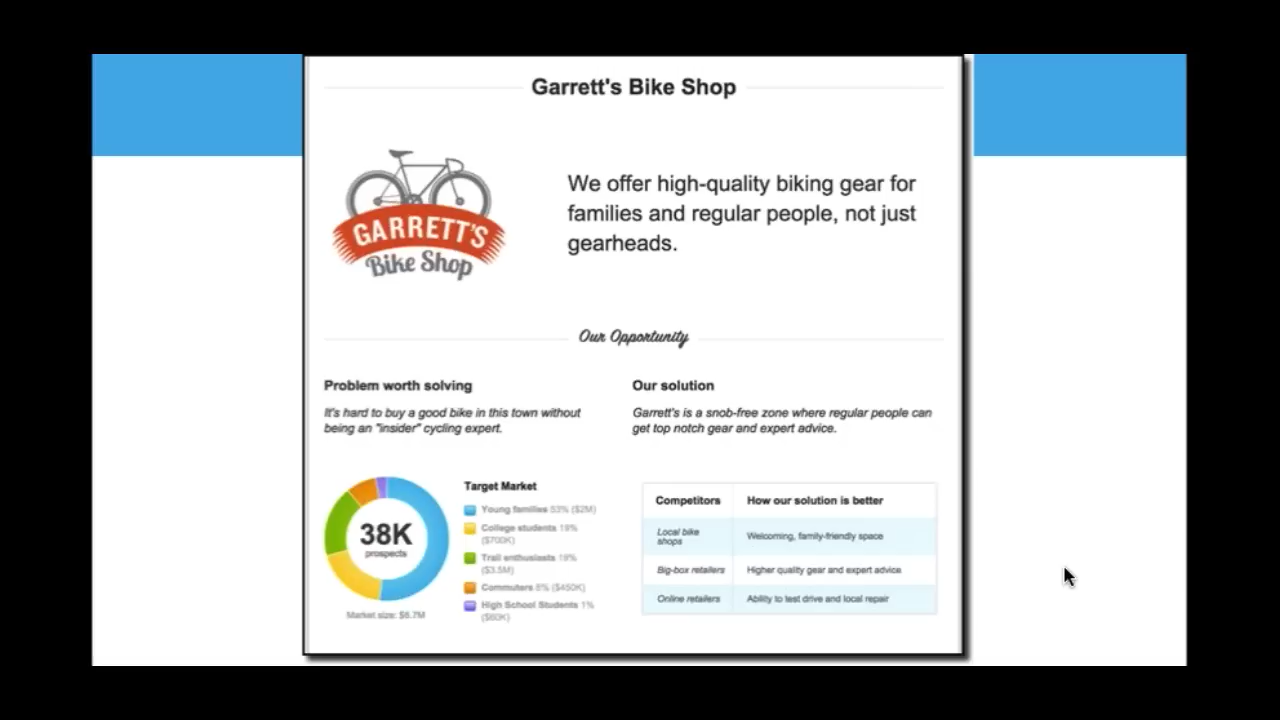 Garrett's Bike Shop
GARRETT'S
Bike Shop
We offer high-quality biking gear for
families and regular people, not just
gearheads.
Our Opportunity
Problem worth solving
It's hard to buy a good bike in this town without
being an "insider" cycling expert.
Our solution
Garrett's is a snob-free zone where regular people can
get top notch gear and expert advice.
38K
prospects
Market size: $6.7M
Target Market
Young families 53% ($2M)
College students 19%
($700K)
Trail enthusiasts 19%
($3.5M)
Commuters 8% ($450K)
High School Students 1%
($60K)
Competitors How our solution is better
Local bike
shops
Welcoming, family-friendly space
Big-box retailers Higher quality gear and expert advice
Online retailers Ability to test drive and local repair